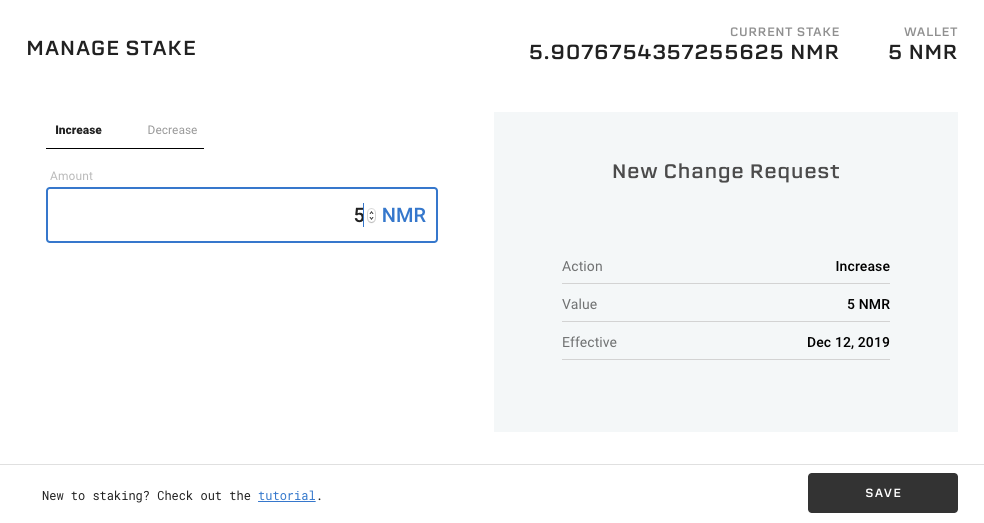 MANAGE STAKE
CURRENT STAKE
5.9076754357255625 NMR
WALLET
5 NMR
Increase
Decrease
Amount
5 NMR
New Change Request
Action Increase
Value 5 NMR
Effective Dec 12, 2019
New to staking? Check out the tutorial.
SAVE